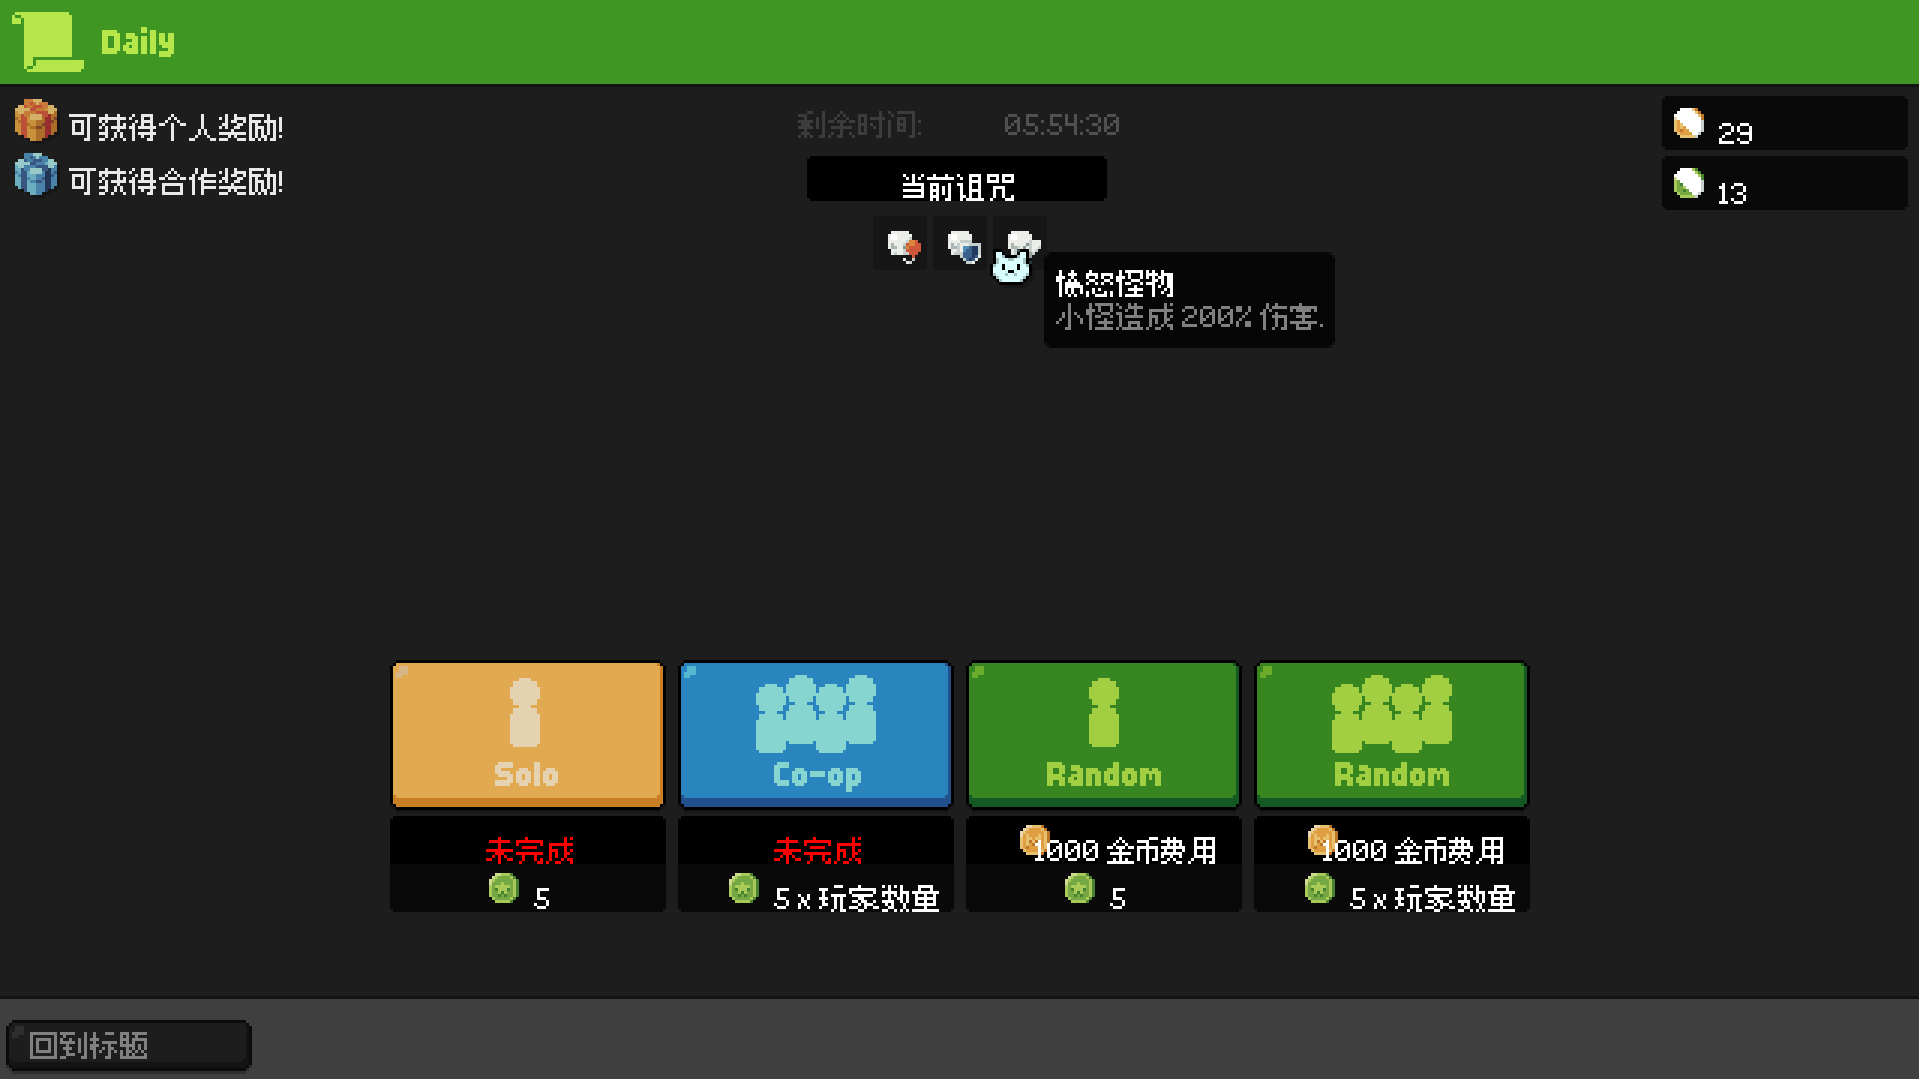 Daily
可获得个人奖励!
可获得合作奖励!
剩余时间: 05:54:30
29
13
当前诅咒
愤怒怪物
小怪造成 200% 伤害.
Solo
Co-op
Random
Random
未完成
未完成
1000 金币费用
1000 金币费用
5
5 x 玩家数量
5
5 x 玩家数量
回到标题